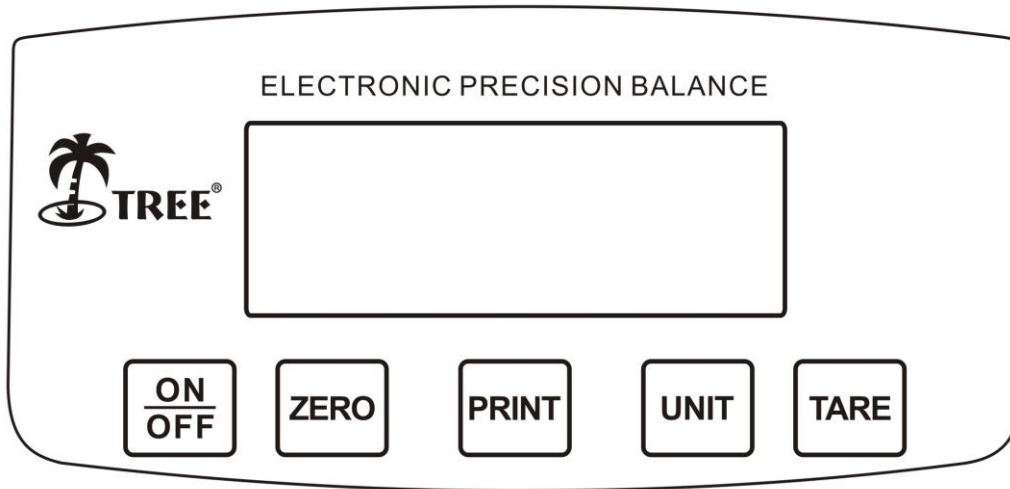 ELECTRONIC PRECISION BALANCE
TREE®
ON
OFF
ZERO
PRINT
UNIT
TARE